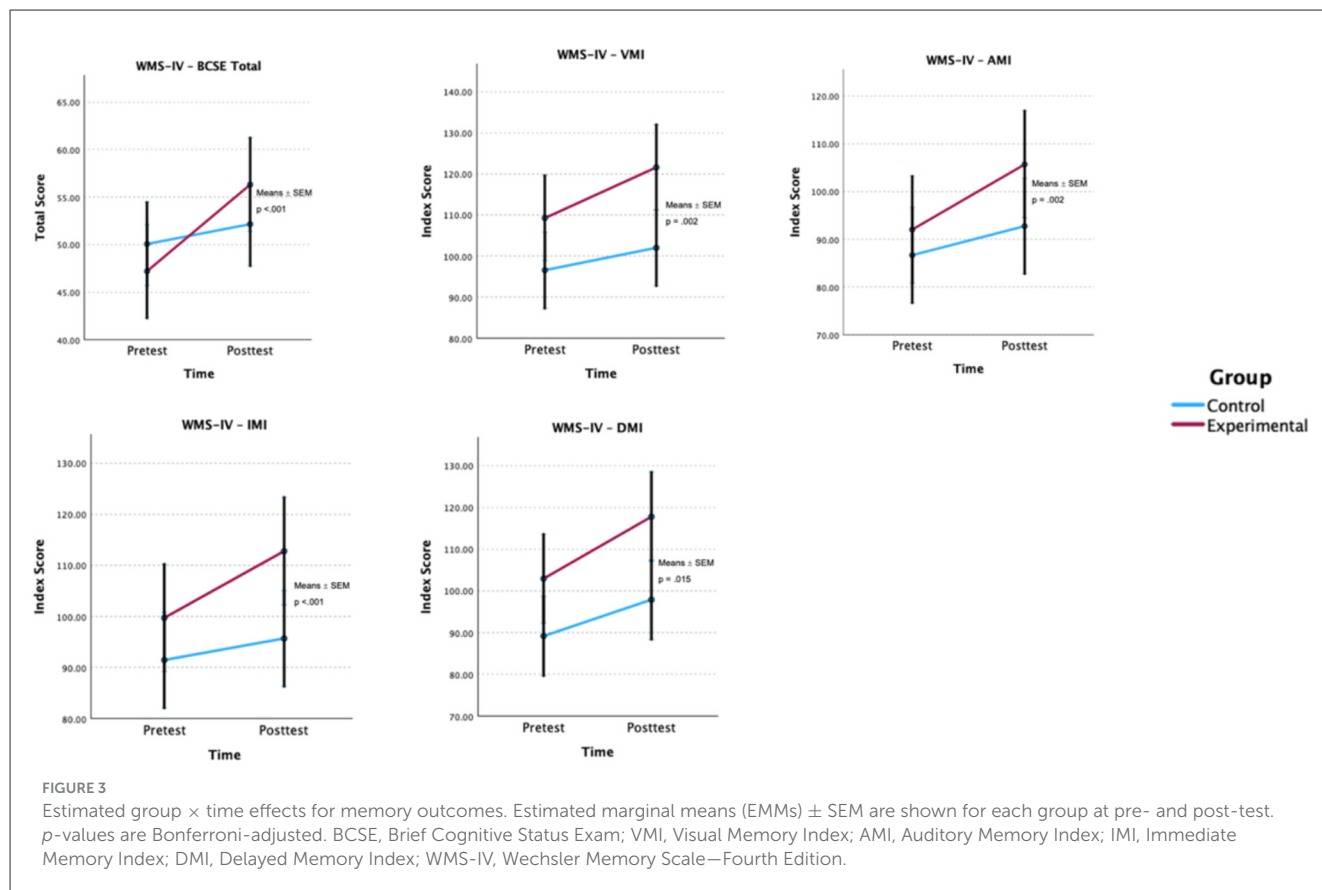 WMS-IV - BCSE Total
Total Score
65.00
60.00
55.00
50.00
45.00
40.00
Means ± SEM
p <.001
Pretest
Posttest
Time
WMS-IV - VMI
Index Score
140.00
130.00
120.00
110.00
100.00
90.00
80.00
Means ± SEM
p = .002
Pretest
Posttest
Time
WMS-IV - AMI
Index Score
120.00
110.00
100.00
90.00
80.00
70.00
Means ± SEM
p = .002
Pretest
Posttest
Time
Group
Control
Experimental
WMS-IV - IMI
Index Score
130.00
120.00
110.00
100.00
90.00
80.00
Means ± SEM
p <.001
Pretest
Posttest
Time
WMS-IV - DMI
Index Score
130.00
120.00
110.00
100.00
90.00
80.00
70.00
Means ± SEM
p = .015
Pretest
Posttest
Time
FIGURE 3
Estimated group × time effects for memory outcomes. Estimated marginal means (EMMs) ± SEM are shown for each group at pre- and post-test.
p-values are Bonferroni-adjusted. BCSE, Brief Cognitive Status Exam; VMI, Visual Memory Index; AMI, Auditory Memory Index; IMI, Immediate
Memory Index; DMI, Delayed Memory Index; WMS-IV, Wechsler Memory Scale—Fourth Edition.